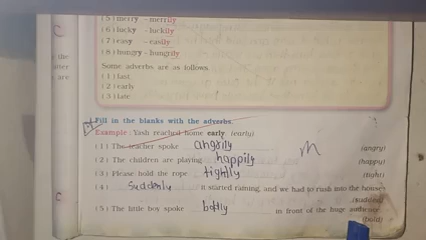 (5) merry - merrily
(6) lucky - luckily
(7) easy - easily
(8) hungry - hungrily
Some adverbs are as follows.
(1) last
(2) early
(3) late
Fill in the blanks with the adverbs.
Example : Yash reached home early. (early)
(1) The teacher spoke angrily (angry)
(2) The children are playing happily (happy)
(3) Please hold the rope tightly (tight)
(4) Suddenly it started raining, and we had to rush into the house.
(sudden)
(5) The little boy spoke boldly in front of the huge audience.
(bold)